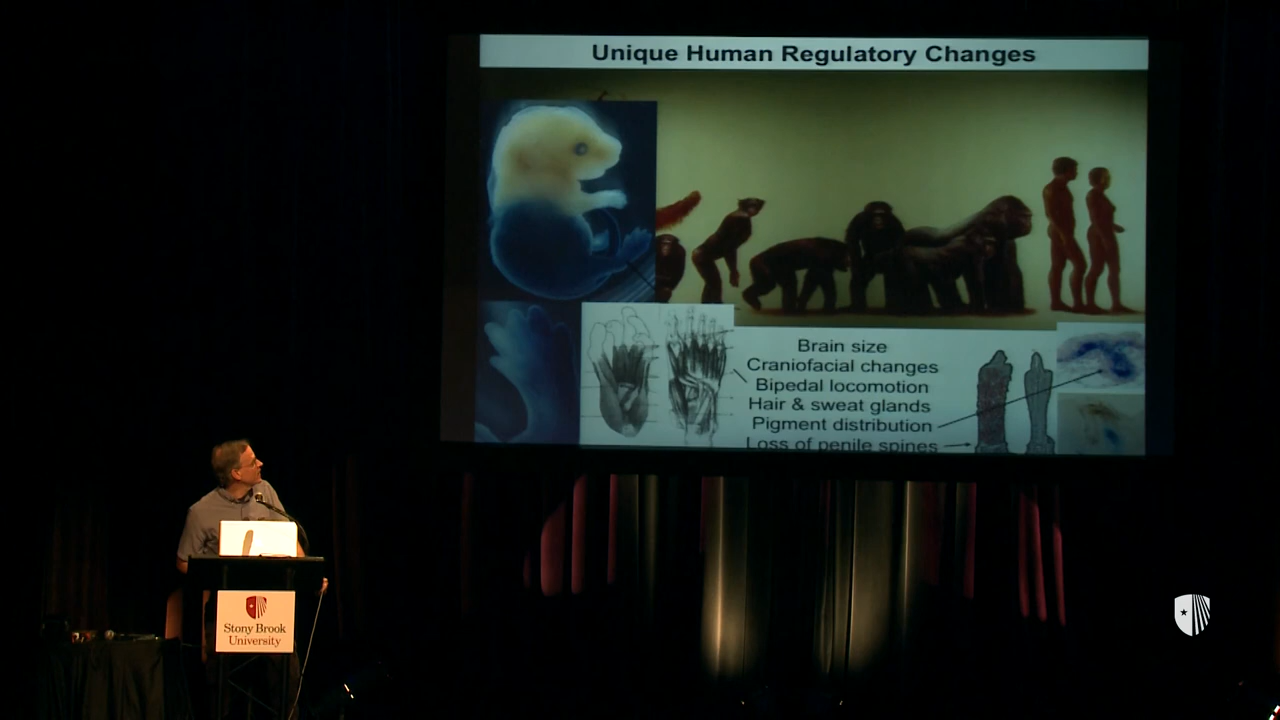 Unique Human Regulatory Changes
Brain size
Craniofacial changes
Bipedal locomotion
Hair & sweat glands
Pigment distribution
Loss of penile spines
Stony Brook
University